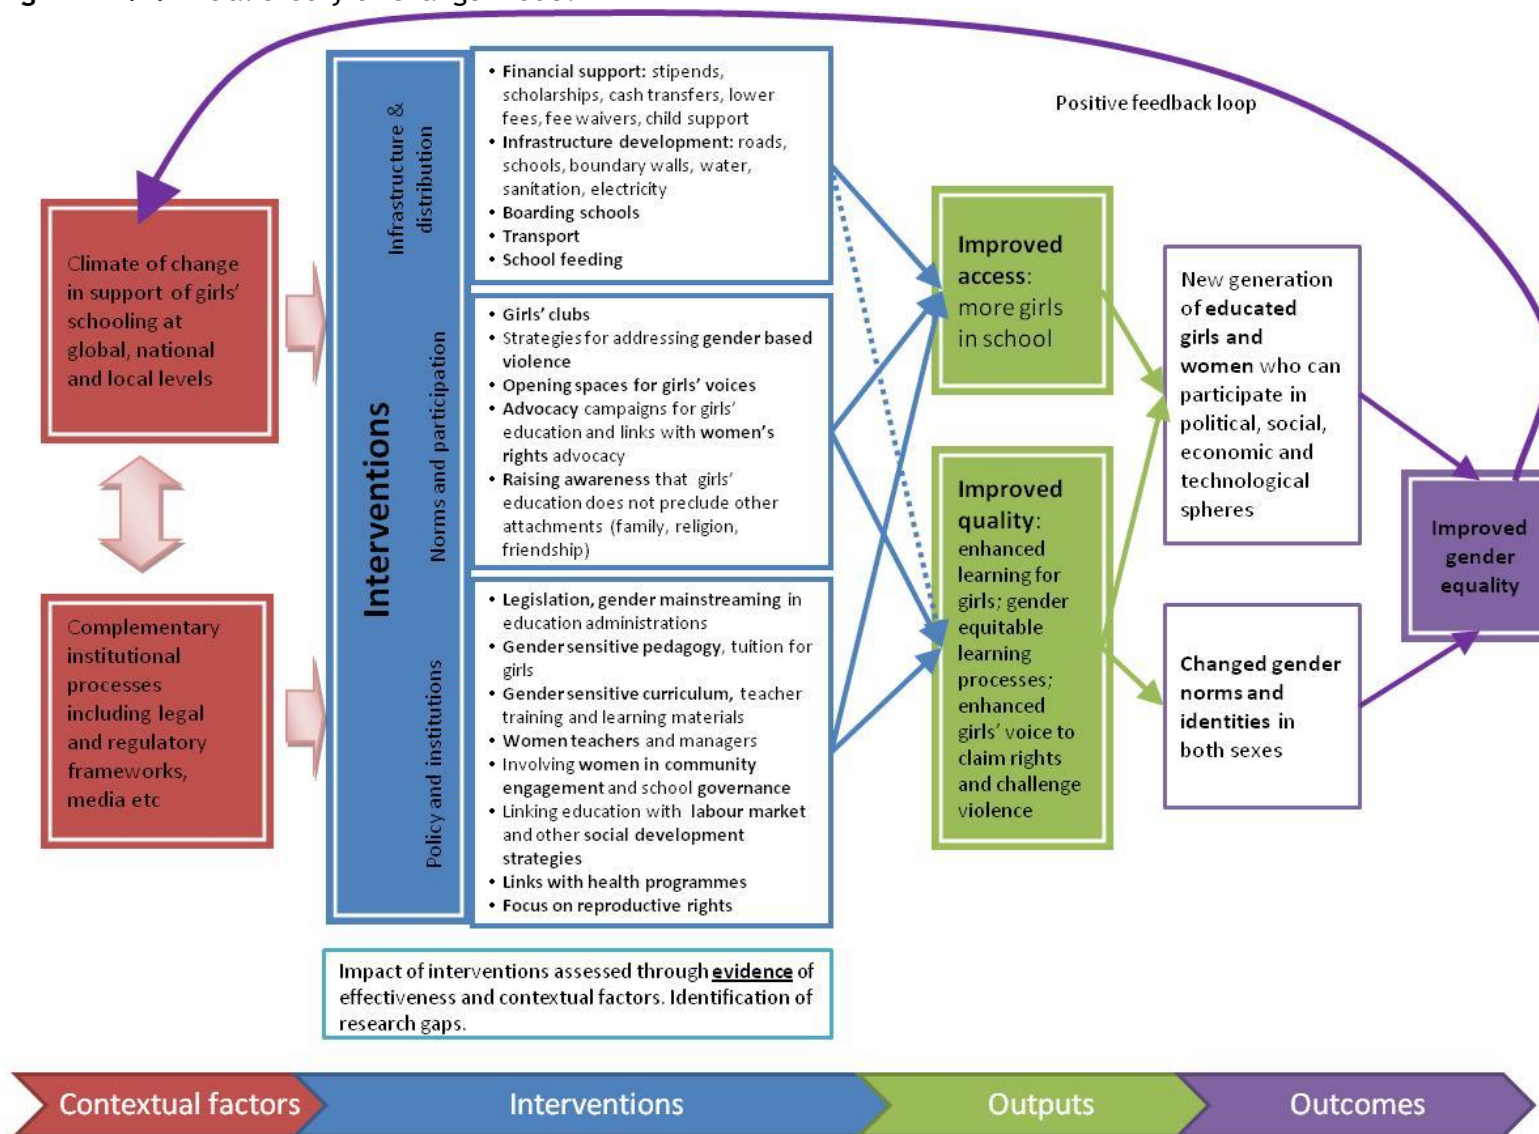 Positive feedback loop
Climate of change
in support of girls'
schooling at
global, national
and local levels
Complementary
institutional
processes
including legal
and regulatory
frameworks,
media etc
Interventions
Infrastructure &
distribution
• Financial support: stipends,
scholarships, cash transfers, lower
fees, fee waivers, child support
• Infrastructure development: roads,
schools, boundary walls, water,
sanitation, electricity
• Boarding schools
• Transport
• School feeding
Norms and participation
• Girls' clubs
• Strategies for addressing gender based
violence
• Opening spaces for girls' voices
• Advocacy campaigns for girls'
education and links with women's
rights advocacy
• Raising awareness that girls'
education does not preclude other
attachments (family, religion,
friendship)
Policy and institutions
• Legislation, gender mainstreaming in
education administrations
• Gender sensitive pedagogy, tuition for
girls
• Gender sensitive curriculum, teacher
training and learning materials
• Women teachers and managers
• Involving women in community
engagement and school governance
• Linking education with labour market
and other social development
strategies
• Links with health programmes
• Focus on reproductive rights
Impact of interventions assessed through evidence of
effectiveness and contextual factors. Identification of
research gaps.
Improved
access:
more girls
in school
Improved
quality:
enhanced
learning for
girls; gender
equitable
learning
processes;
enhanced
girls' voice to
claim rights
and challenge
violence
New generation
of educated
girls and
women who can
participate in
political, social,
economic and
technological
spheres
Changed gender
norms and
identities in
both sexes
Improved
gender
equality
Contextual factors
Interventions
Outputs
Outcomes